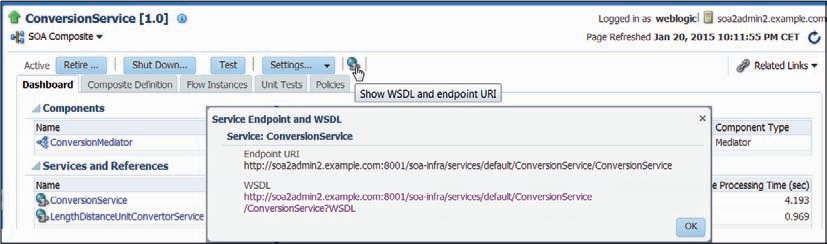 ConversionService [1.0]
Logged in as weblogic soa2admin2.example.com
SOA Composite
Page Refreshed Jan 20, 2015 10:11:55 PM CET
Active Retire ... Shut Down... Test Settings... Related Links
Show WSDL and endpoint URI
Dashboard Composite Definition Flow Instances Unit Tests Policies
Components
Name Component Type
ConversionMediator Mediator
Service Endpoint and WSDL
Service: ConversionService
Endpoint URI
http://soa2admin2.example.com:8001/soa-infra/services/default/ConversionService/ConversionService
WSDL
http://soa2admin2.example.com:8001/soa-infra/services/default/ConversionService
/ConversionService?WSDL
OK
Services and References
Name e Processing Time (sec)
ConversionService 4.193
LengthDistanceUnitConvertorService 0.969